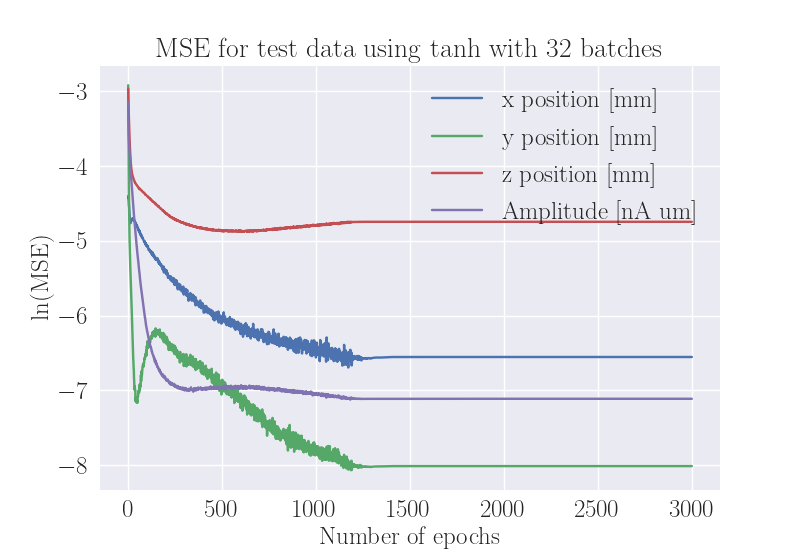 MSE for test data using tanh with 32 batches
x position [mm]
y position [mm]
z position [mm]
Amplitude [nA um]
ln(MSE)
−3
−4
−5
−6
−7
−8
0 500 1000 1500 2000 2500 3000
Number of epochs